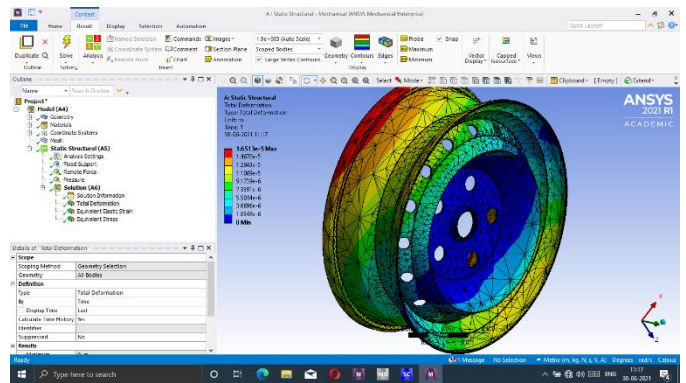 Context
A : Static Structural - Mechanical [ANSYS Mechanical Enterprise]
File
Home
Result
Display
Selection
Automation
Quick Launch
Duplicate
Solve
Analysis
Named Selection
Commands
Images
Coordinate System
Comment
Section Plane
Remote Point
Chart
Annotation
Scoped Bodies
Large Vertex Contours
Geometry
Contours
Edges
Probe
Maximum
Minimum
Snap
Vector
Display
Capped
Isosurface
Views
Outline
Solve
Insert
Display
Outline
Name
Search Outline
Select
Mode
Clipboard
[Empty]
Extend
Project*
Model (A4)
Geometry
Materials
Coordinate Systems
Mesh
Static Structural (A5)
Analysis Settings
Fixed Support
Remote Force
Pressure
Solution (A6)
Solution Information
Total Deformation
Equivalent Elastic Strain
Equivalent Stress
A: Static Structural
Total Deformation
Type: Total Deformation
Unit: m
Time: 1
30-06-2021 11:17
0 Min
ANSYS
2021 R1
ACADEMIC
Details of "Total Deformation"
Scope
Scoping Method
Geometry Selection
Geometry
All Bodies
Definition
Type
Total Deformation
By
Time
Display Time
Last
Calculate Time History
Yes
Identifier
Suppressed
No
Results
X
Z
Ready
1 Message
No Selection
Metric (m, kg, N, s, V, A)
Degrees
rad/s
Celsius
Type here to search
ENG
11:17
30-06-2021